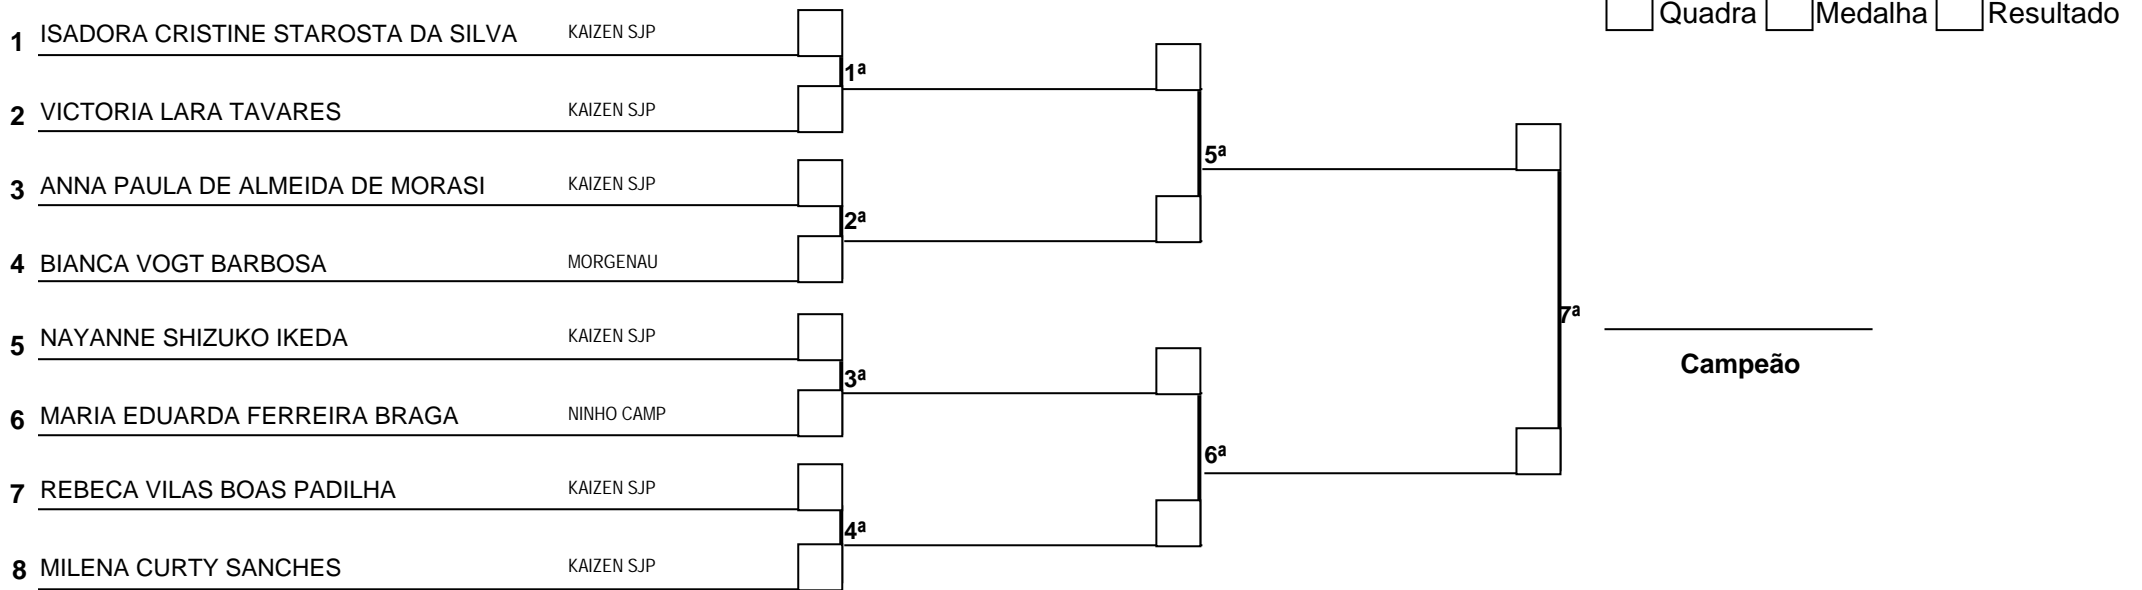 Quadra Medalha Resultado
1 ISADORA CRISTINE STAROSTA DA SILVA KAIZEN SJP
1ª
2 VICTORIA LARA TAVARES KAIZEN SJP
5ª
3 ANNA PAULA DE ALMEIDA DE MORASI KAIZEN SJP
2ª
4 BIANCA VOGT BARBOSA MORGENAU
7ª
5 NAYANNE SHIZUKO IKEDA KAIZEN SJP
Campeão
3ª
6 MARIA EDUARDA FERREIRA BRAGA NINHO CAMP
6ª
7 REBECA VILAS BOAS PADILHA KAIZEN SJP
4ª
8 MILENA CURTY SANCHES KAIZEN SJP